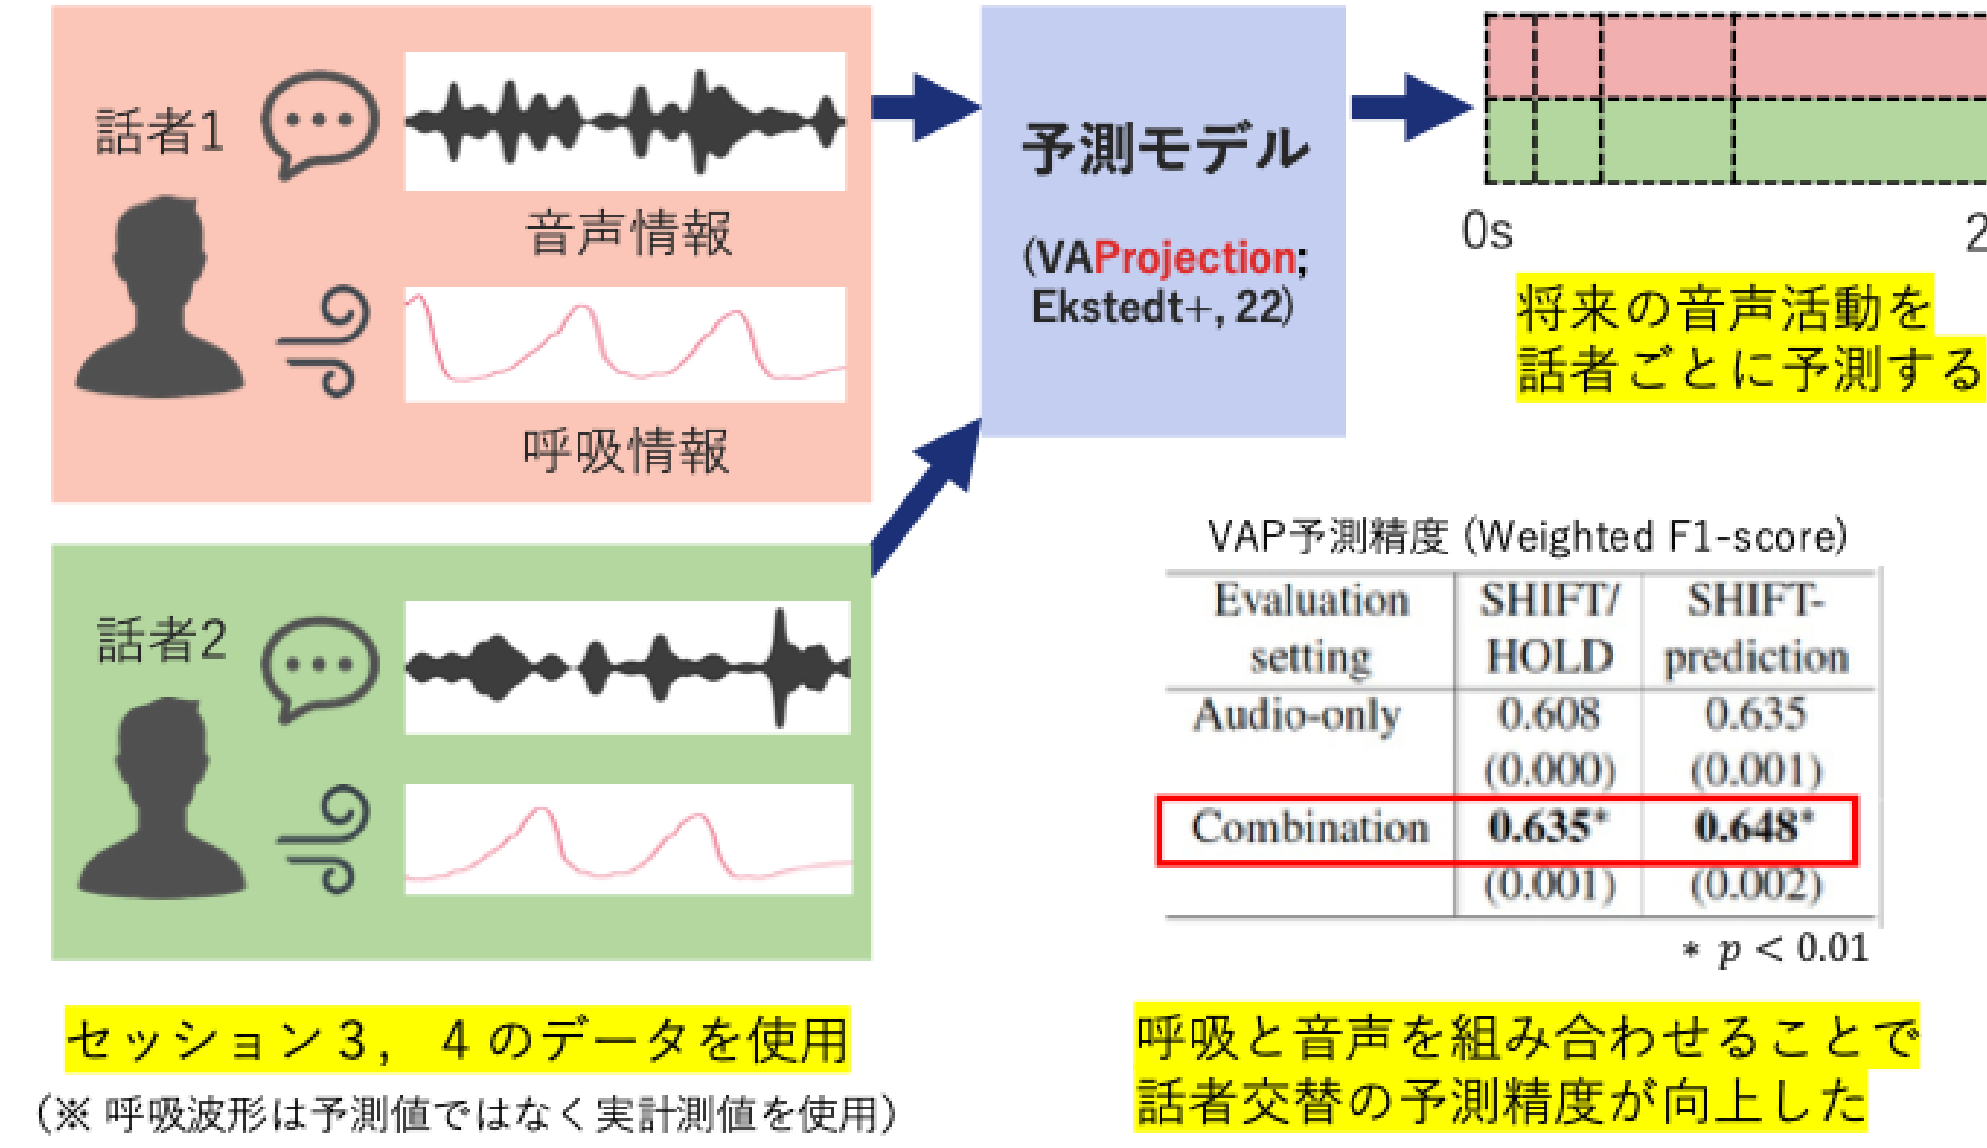 話者1
音声情報
呼吸情報
話者2
セッション３，４のデータを使用
(※ 呼吸波形は予測値ではなく実計測値を使用)
予測モデル
(VAProjection;
Ekstedt+, 22)
0s
2
将来の音声活動を
話者ごとに予測する
VAP予測精度 (Weighted F1-score)
Evaluation setting SHIFT/HOLD SHIFT-prediction
Audio-only 0.608 0.635
(0.000) (0.001)
Combination 0.635* 0.648*
(0.001) (0.002)
* p < 0.01
呼吸と音声を組み合わせることで
話者交替の予測精度が向上した